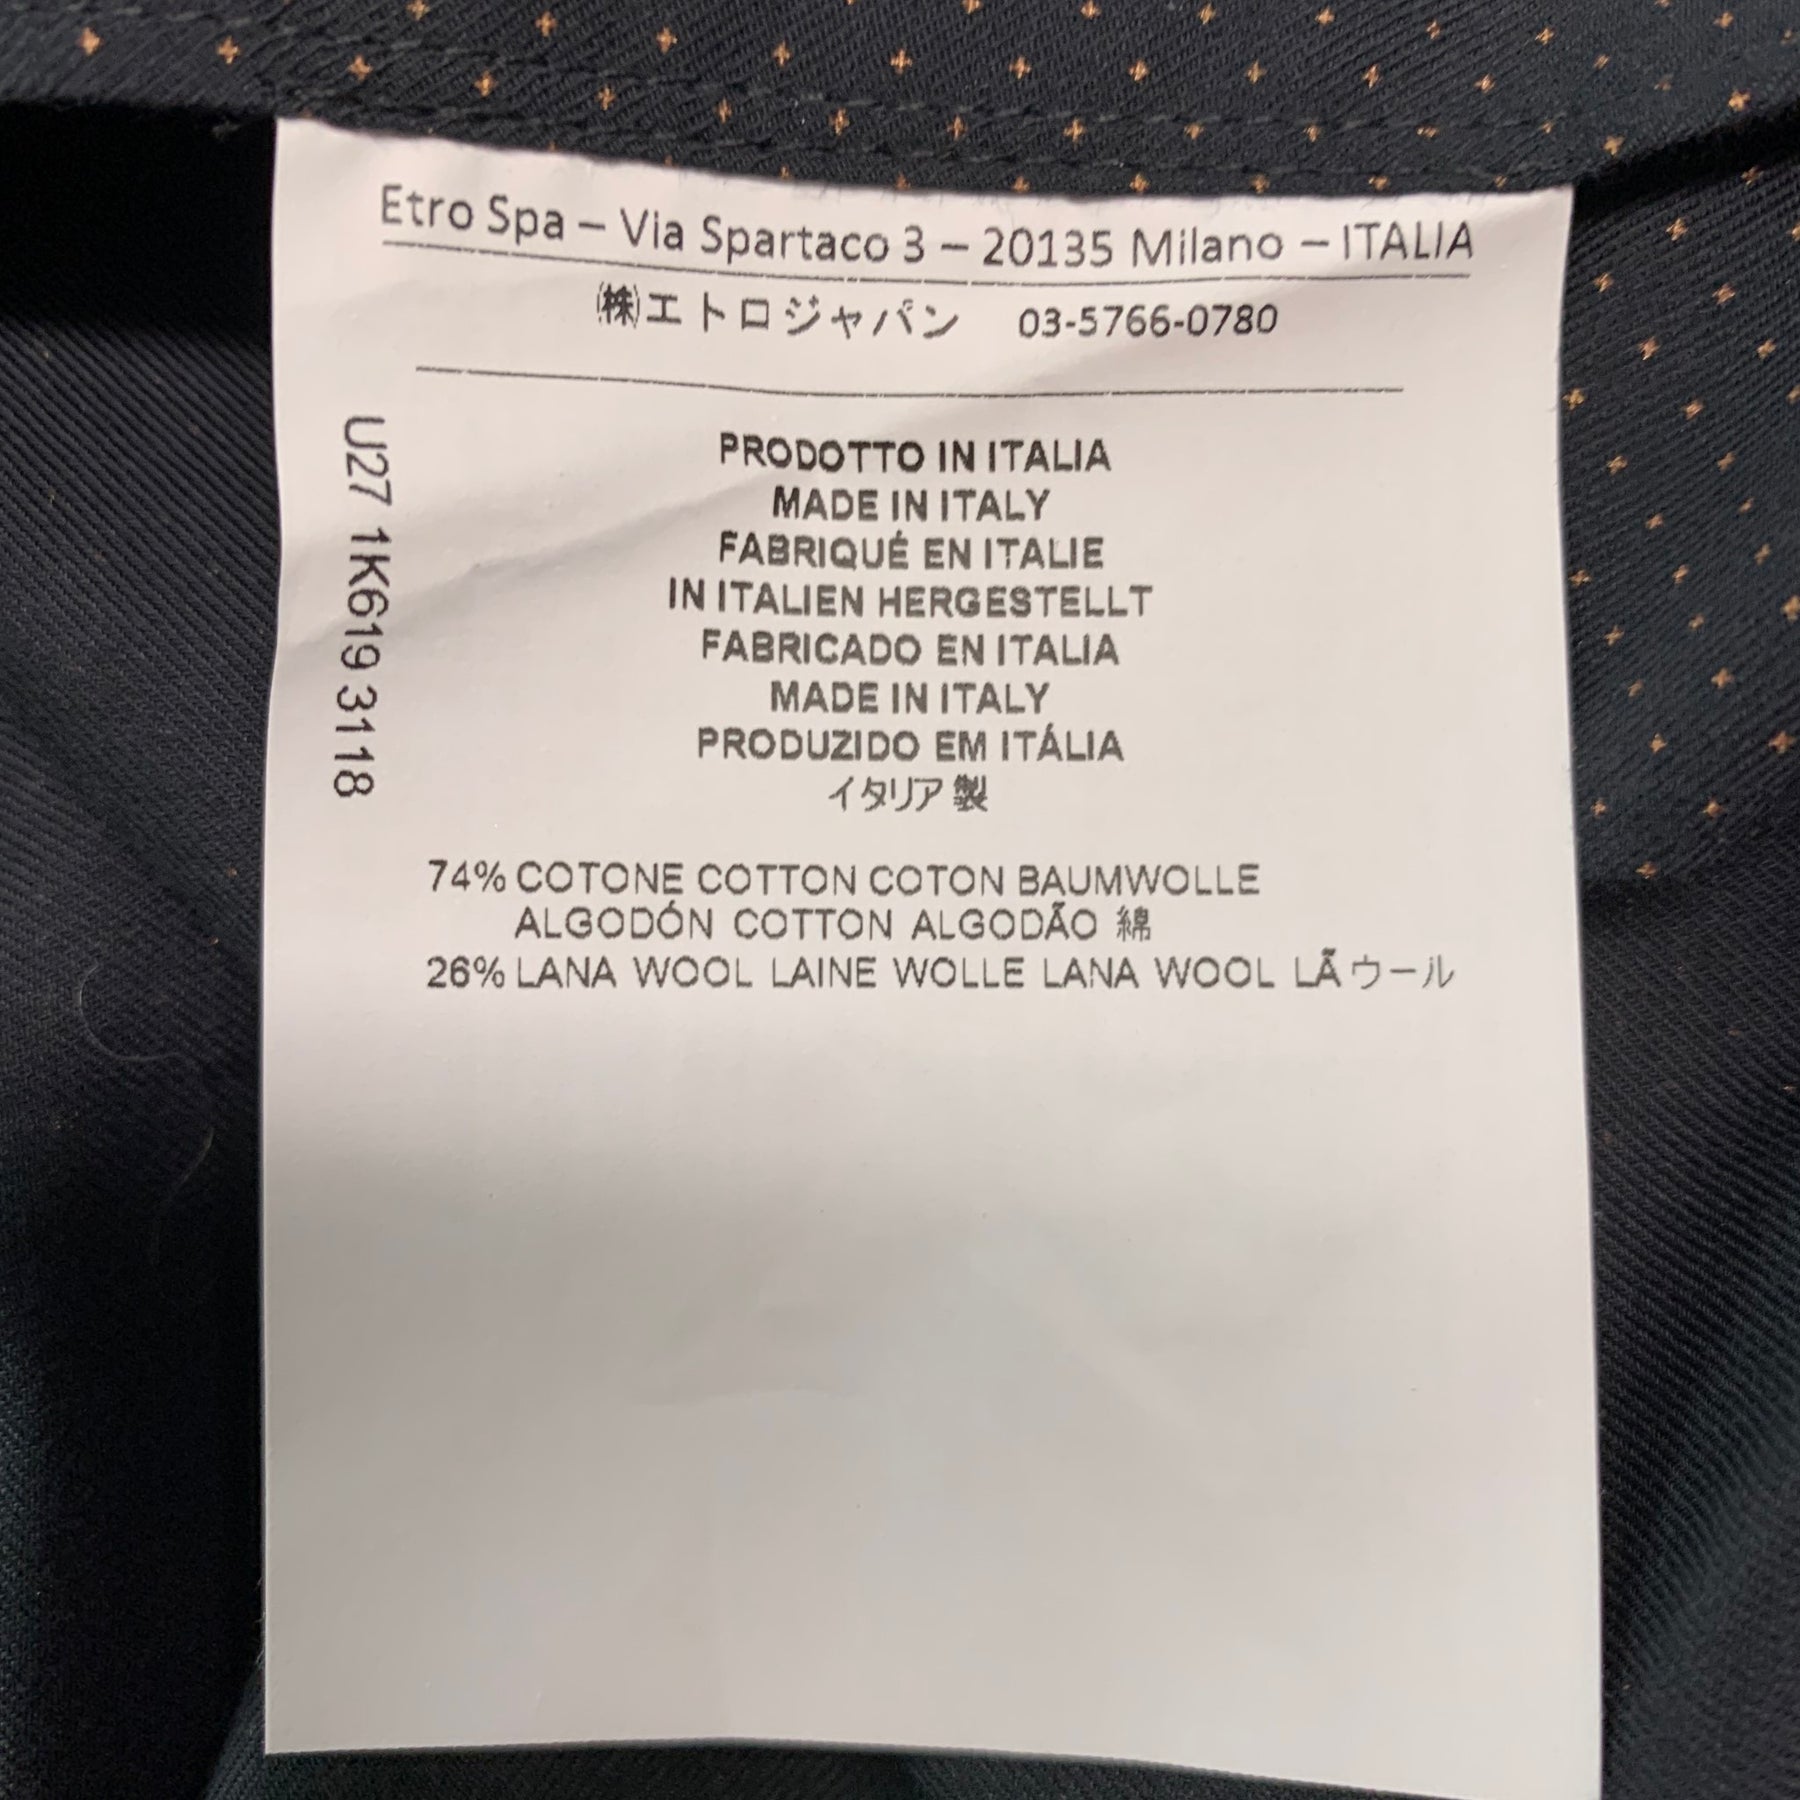 Etro Spa – Via Spartaco 3 – 20135 Milano – ITALIA
㈱エトロジャパン 03-5766-0780
U27 1K619 3118
PRODOTTO IN ITALIA
MADE IN ITALY
FABRIQUÉ EN ITALIE
IN ITALIEN HERGESTELLT
FABRICADO EN ITALIA
MADE IN ITALY
PRODUZIDO EM ITÁLIA
イタリア製
74% COTONE COTTON COTON BAUMWOLLE
ALGODÓN COTTON ALGODÃO 綿
26% LANA WOOL LAINE WOLLE LANA WOOL LÃ ウール